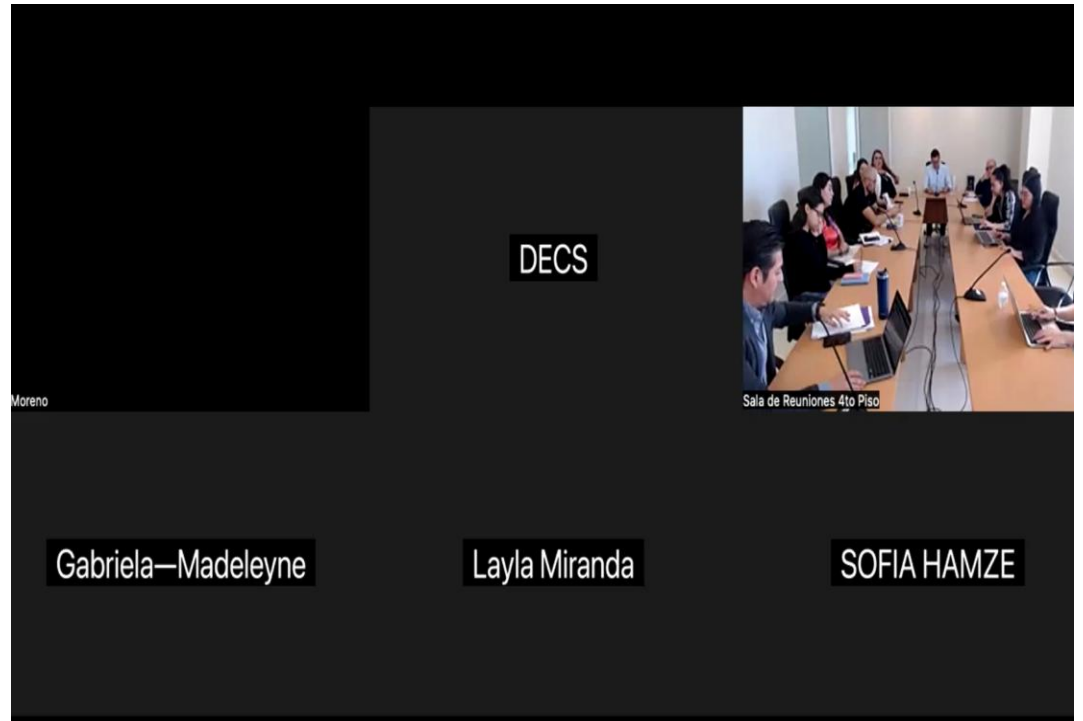 DECS
Moreno
Sala de Reuniones 4to Piso
Gabriela—Madeleyne
Layla Miranda
SOFIA HAMZE